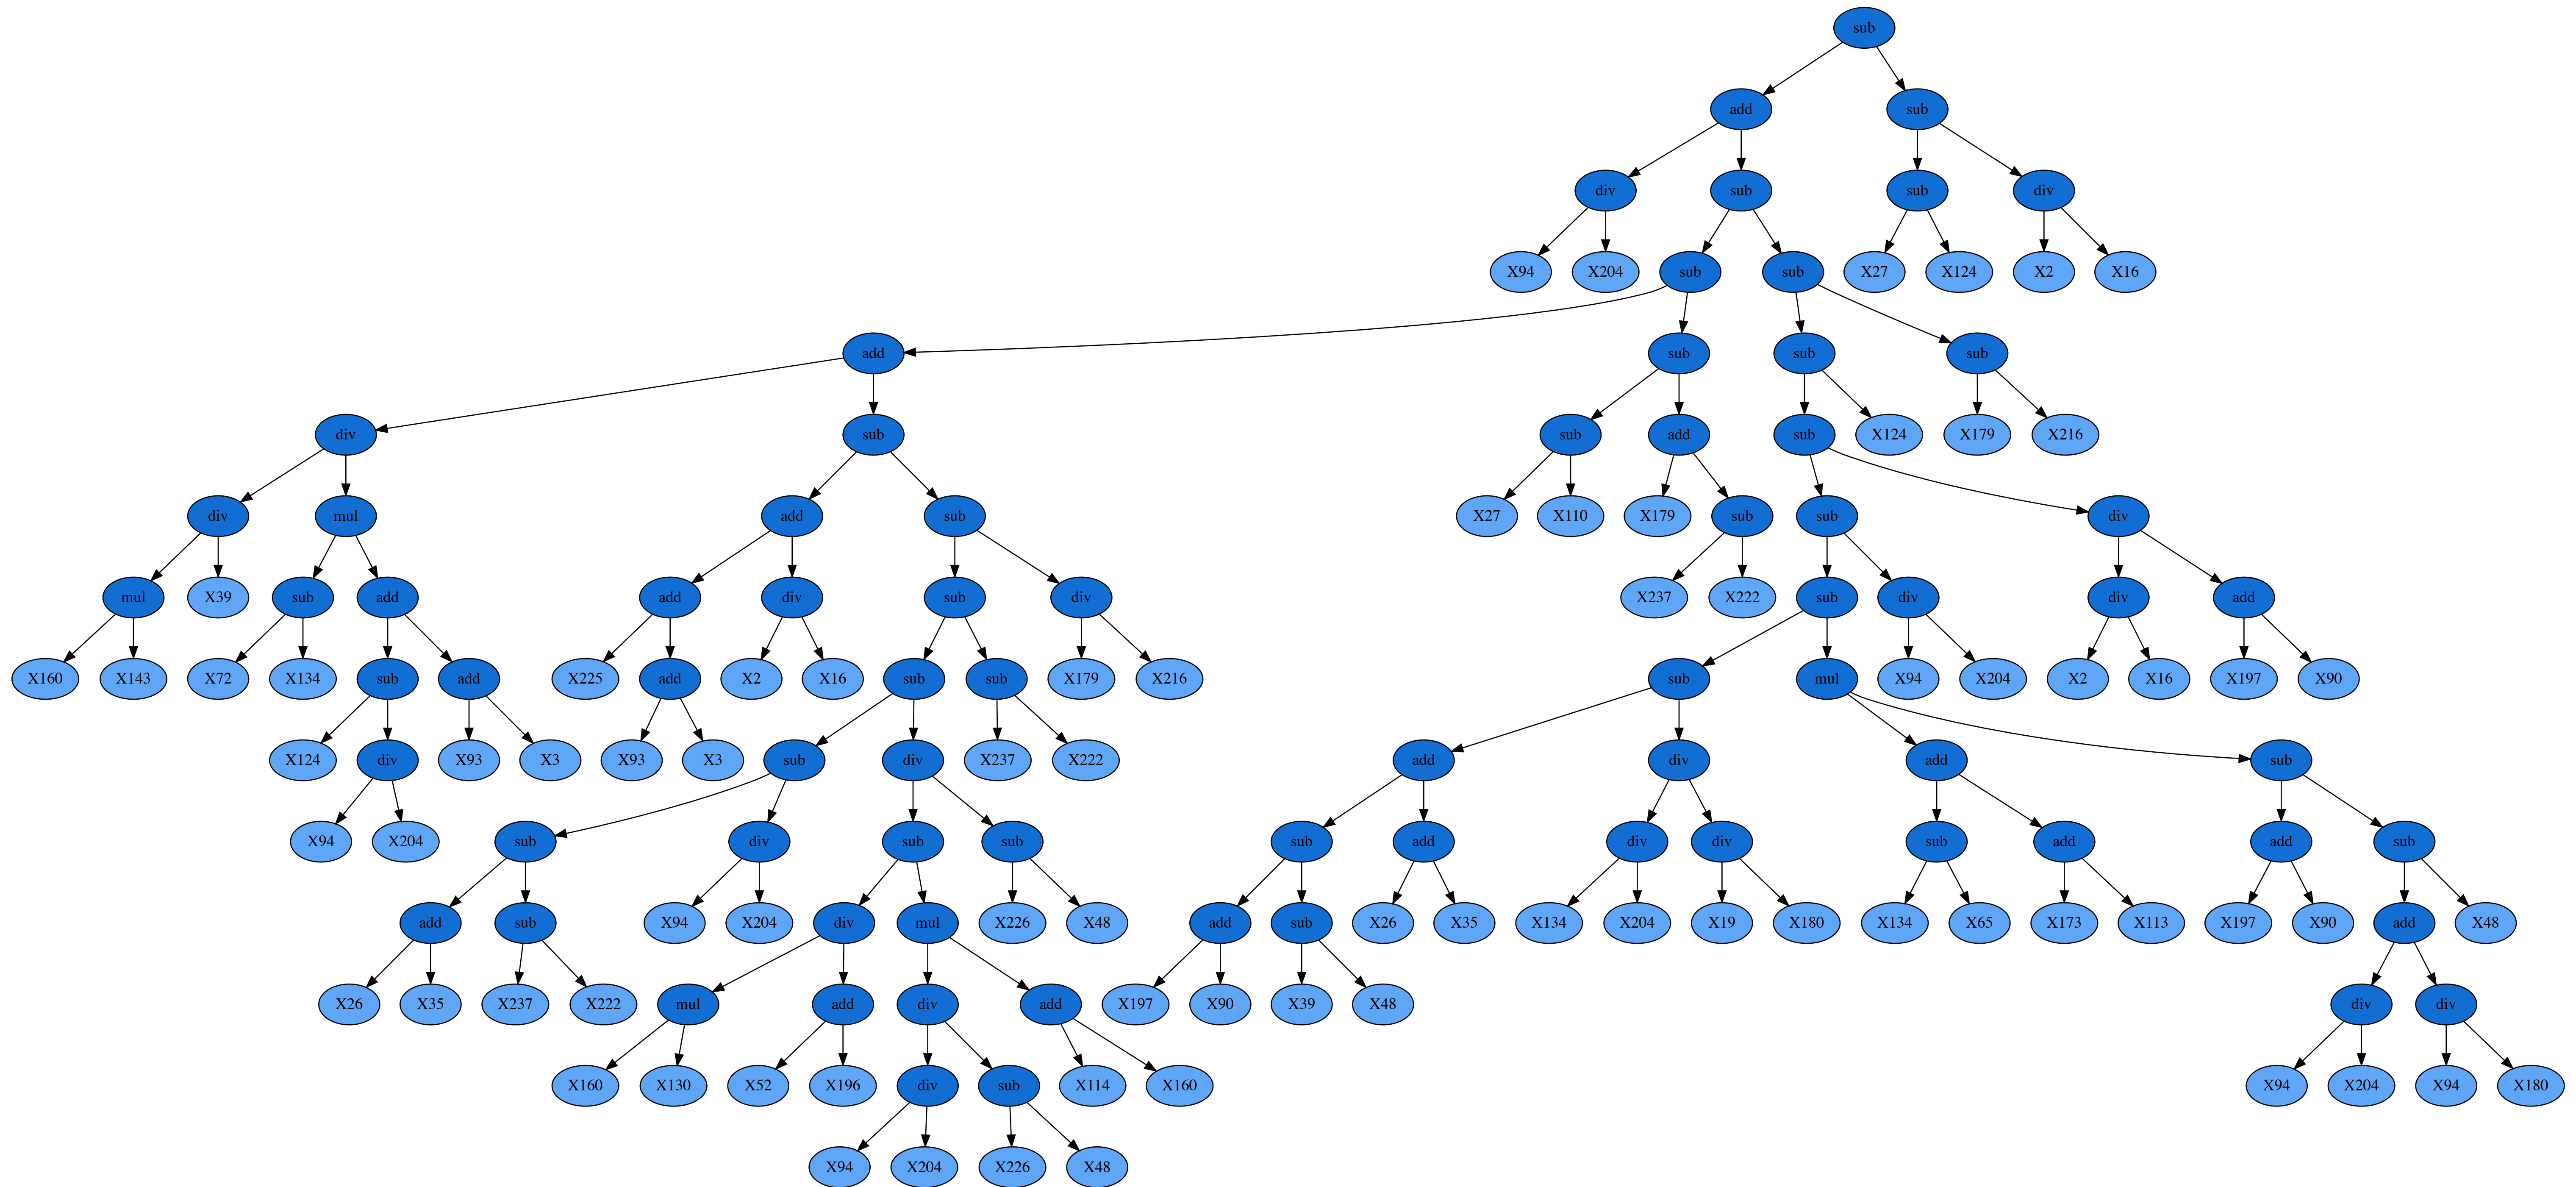 sub
add sub
div sub sub div
X94 X204 sub sub X27 X124 X2 X16
add sub sub sub
div sub sub add sub X124 X179 X216
div mul add sub X27 X110 X179 sub sub div
mul X39 sub add add div sub div X237 X222 sub div div add
X160 X143 X72 X134 sub add X225 add X2 X16 sub sub X179 X216 sub mul X94 X204 X2 X16 X197 X90
X124 div X93 X3 X93 X3 sub div X237 X222 add div add sub
X94 X204 sub div sub sub sub add div div sub add add sub
add sub X94 X204 div mul X226 X48 add sub X26 X35 X134 X204 X19 X180 X134 X65 X173 X113 X197 X90 add X48
X26 X35 X237 X222 mul add div add X197 X90 X39 X48 div div
X160 X130 X52 X196 div sub X114 X160 X94 X204 X94 X180
X94 X204 X226 X48